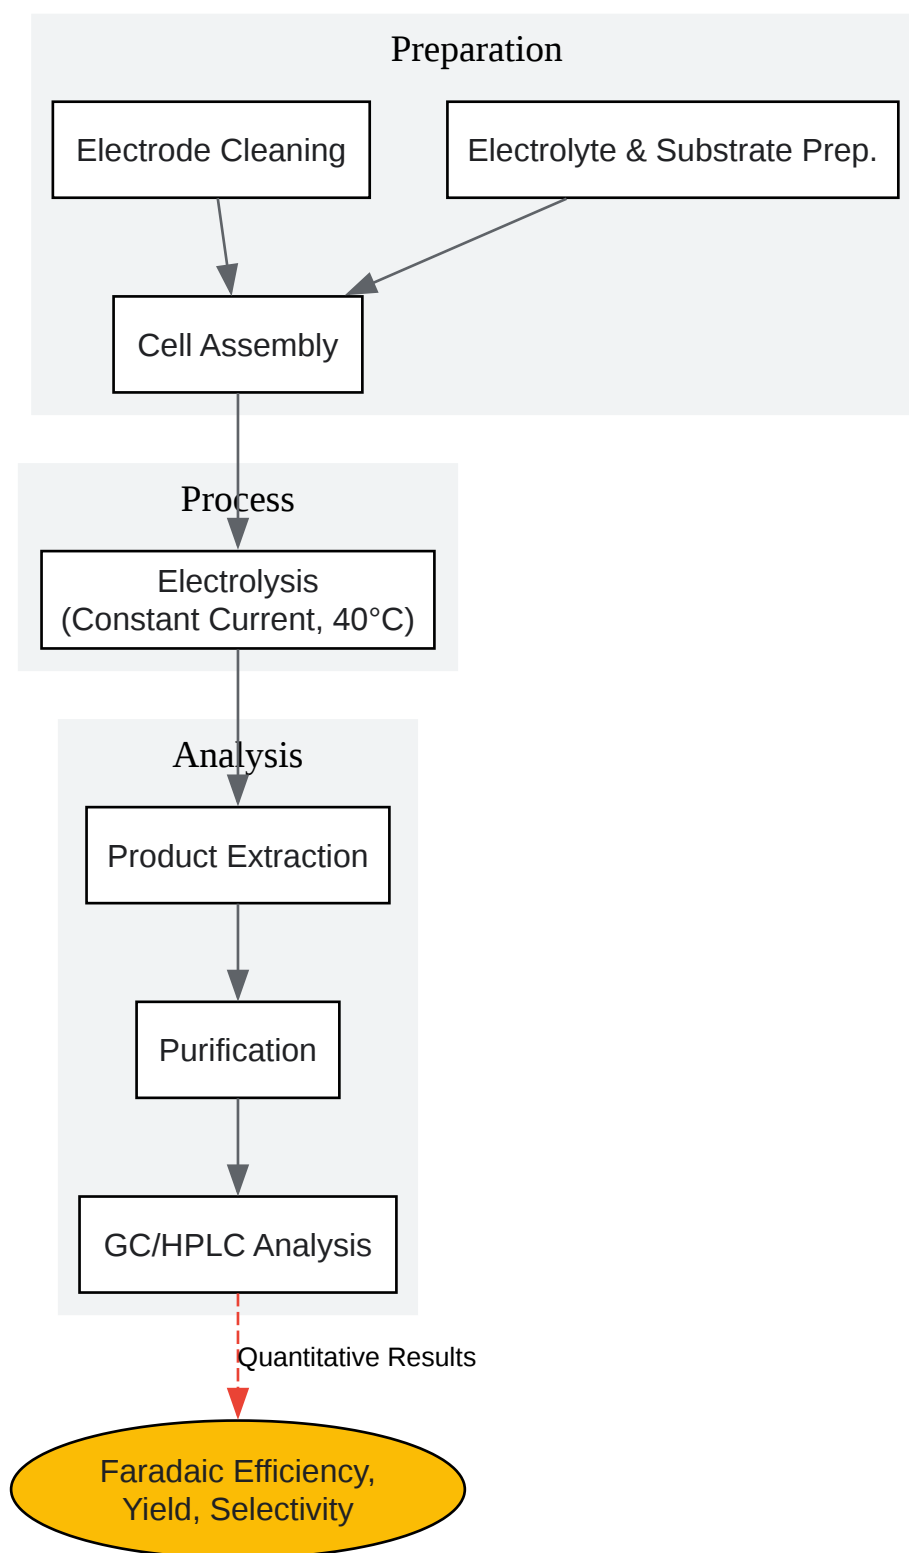 Preparation
Electrode Cleaning
Electrolyte & Substrate Prep.
Cell Assembly
Process
Electrolysis
(Constant Current, 40°C)
Analysis
Product Extraction
Purification
GC/HPLC Analysis
Quantitative Results
Faradaic Efficiency,
Yield, Selectivity